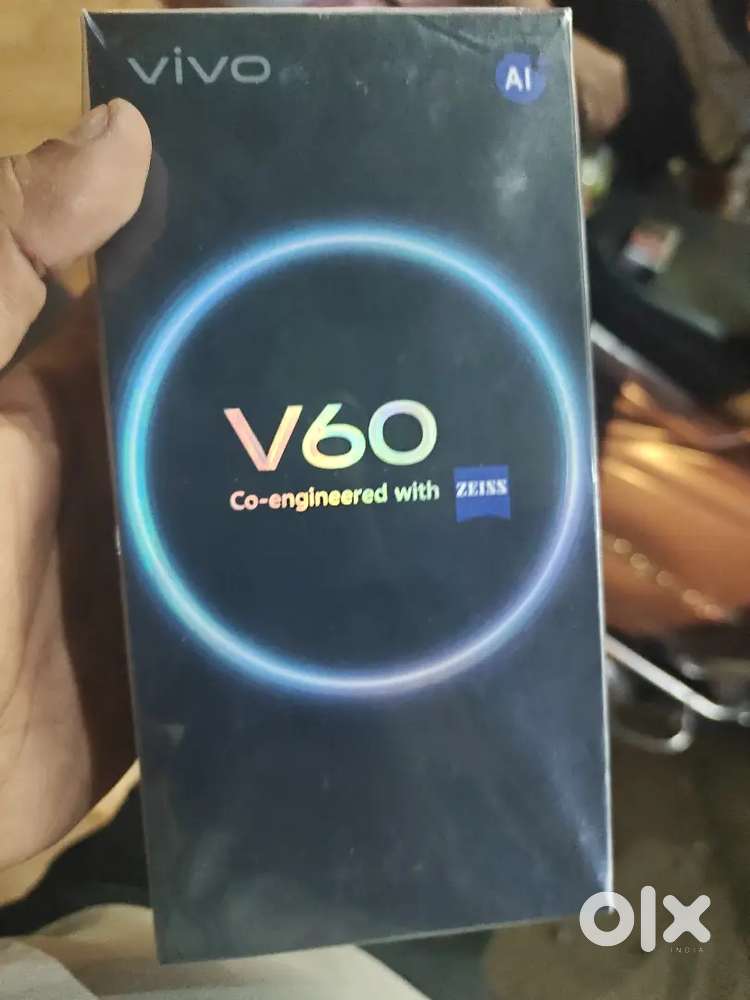 vivo
AI
V60
Co-engineered with ZEISS
olx
INDIA